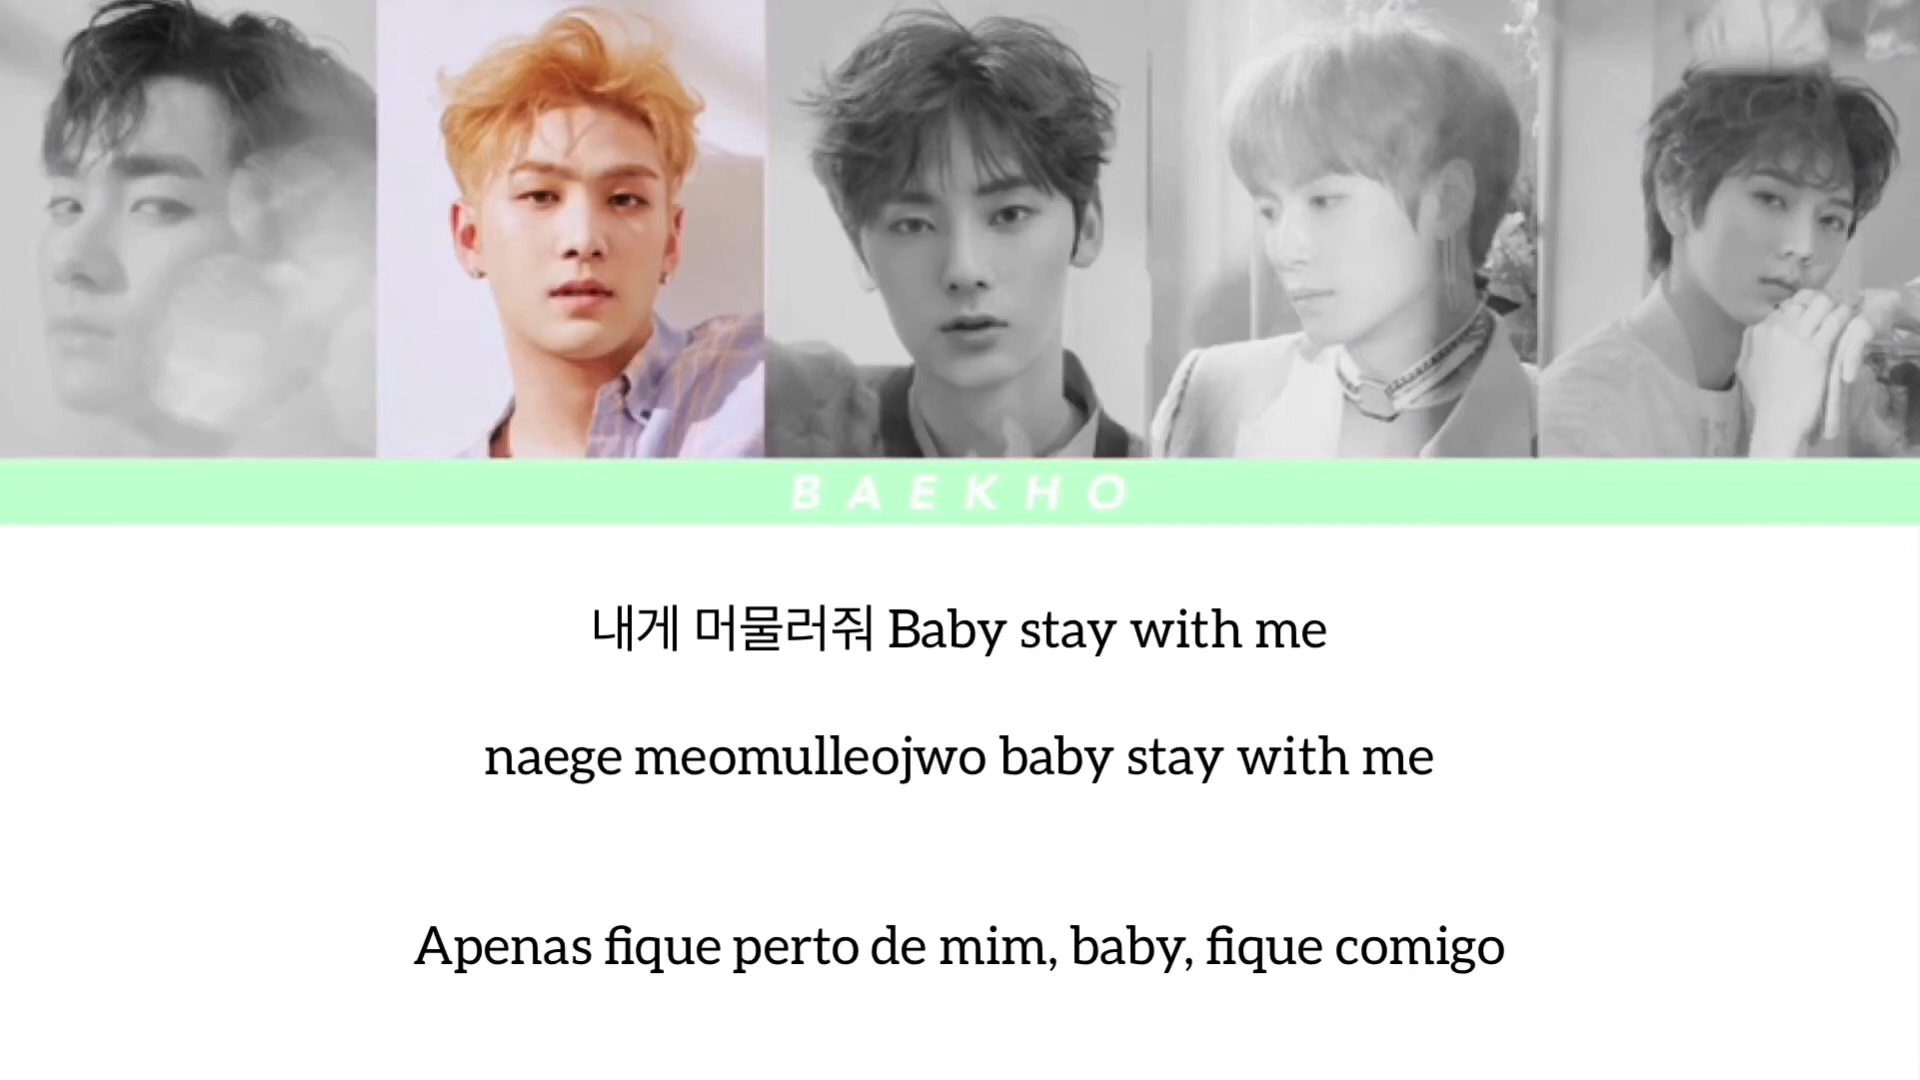 BAEKHO
내게 머물러줘 Baby stay with me
naege meomulleojwo baby stay with me
Apenas fique perto de mim, baby, fique comigo